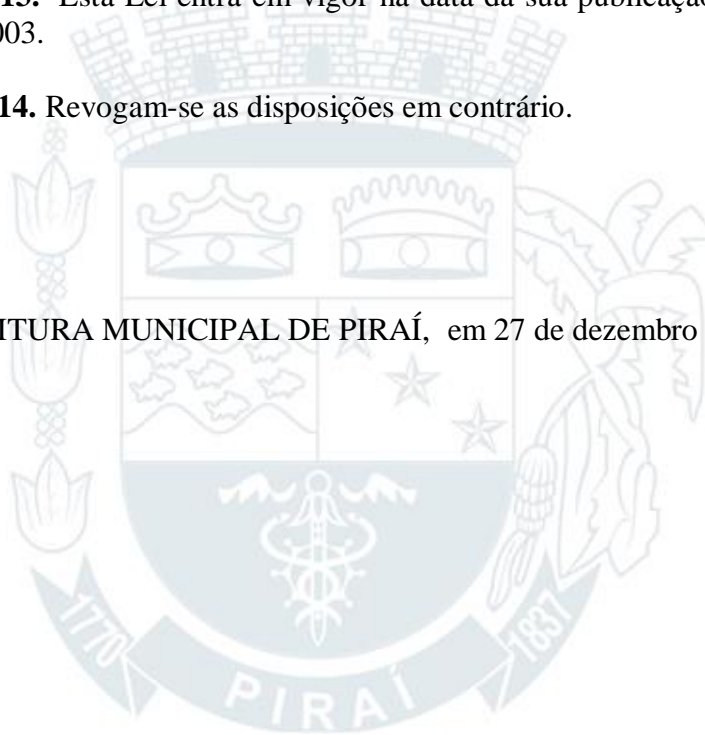 13. Esta Lei entra em vigor na data da sua publicação
003.
14. Revogam-se as disposições em contrário.
ITURA MUNICIPAL DE PIRAÍ, em 27 de dezembro
1770 PIRAÍ 1837